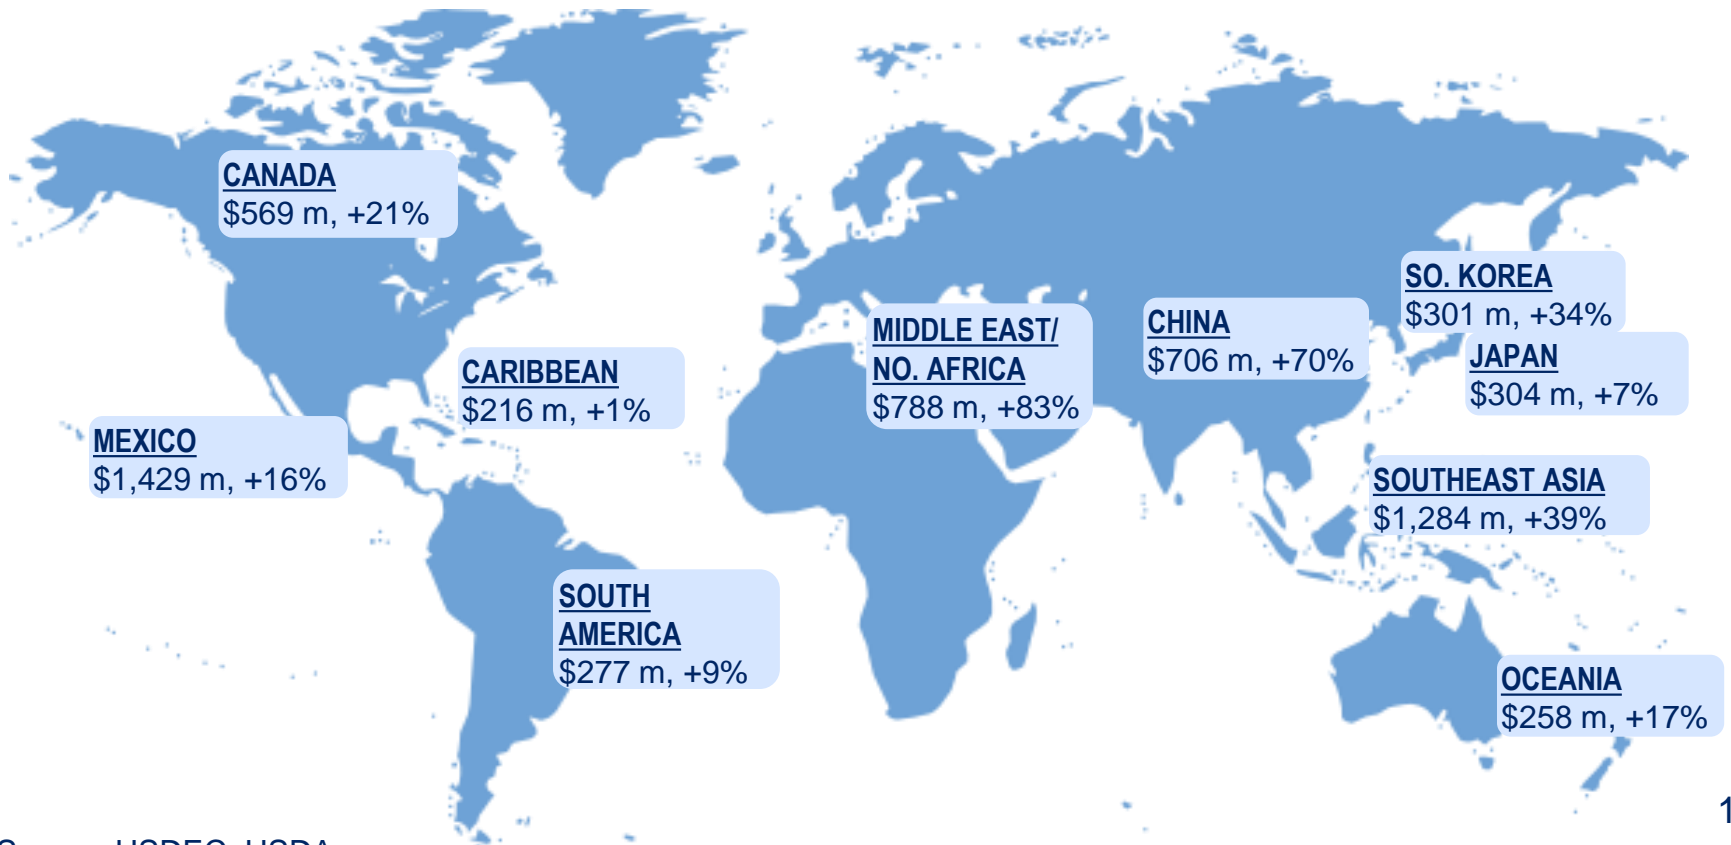 CANADA
$569 m, +21%
SO. KOREA
$301 m, +34%
MIDDLE EAST/
NO. AFRICA
$788 m, +83%
CHINA
$706 m, +70%
JAPAN
$304 m, +7%
CARIBBEAN
$216 m, +1%
MEXICO
$1,429 m, +16%
SOUTHEAST ASIA
$1,284 m, +39%
SOUTH
AMERICA
$277 m, +9%
OCEANIA
$258 m, +17%
1
USDEC, USDA